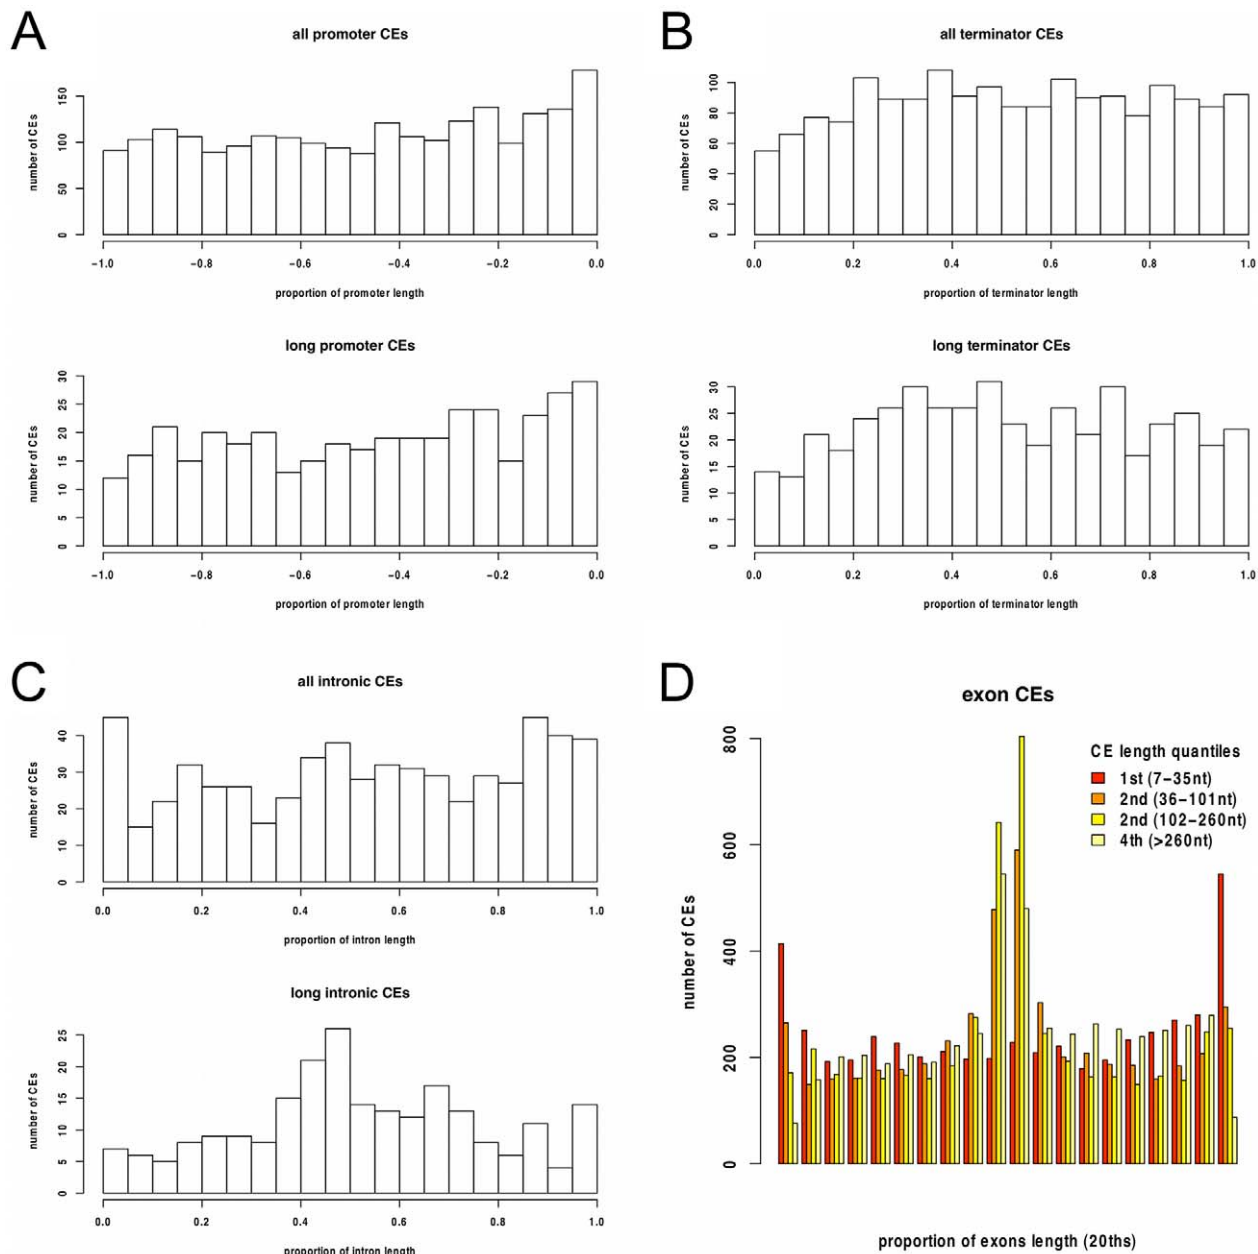 A
all promoter CEs
number of CEs
0 50 100 150
−1.0 −0.8 −0.6 −0.4 −0.2 0.0
proportion of promoter length
long promoter CEs
number of CEs
0 5 10 15 20 25 30
−1.0 −0.8 −0.6 −0.4 −0.2 0.0
proportion of promoter length
B
all terminator CEs
number of CEs
0 20 40 60 80 100
0.0 0.2 0.4 0.6 0.8 1.0
proportion of terminator length
long terminator CEs
number of CEs
0 5 10 15 20 25 30
0.0 0.2 0.4 0.6 0.8 1.0
proportion of terminator length
C
all intronic CEs
number of CEs
0 10 20 30 40
0.0 0.2 0.4 0.6 0.8 1.0
proportion of intron length
long intronic CEs
number of CEs
0 5 10 15 20 25
0.0 0.2 0.4 0.6 0.8 1.0
proportion of intron length
D
exon CEs
CE length quantiles
1st (7−35nt)
2nd (36−101nt)
2nd (102−260nt)
4th (>260nt)
number of CEs
0 200 400 600 800
proportion of exons length (20ths)